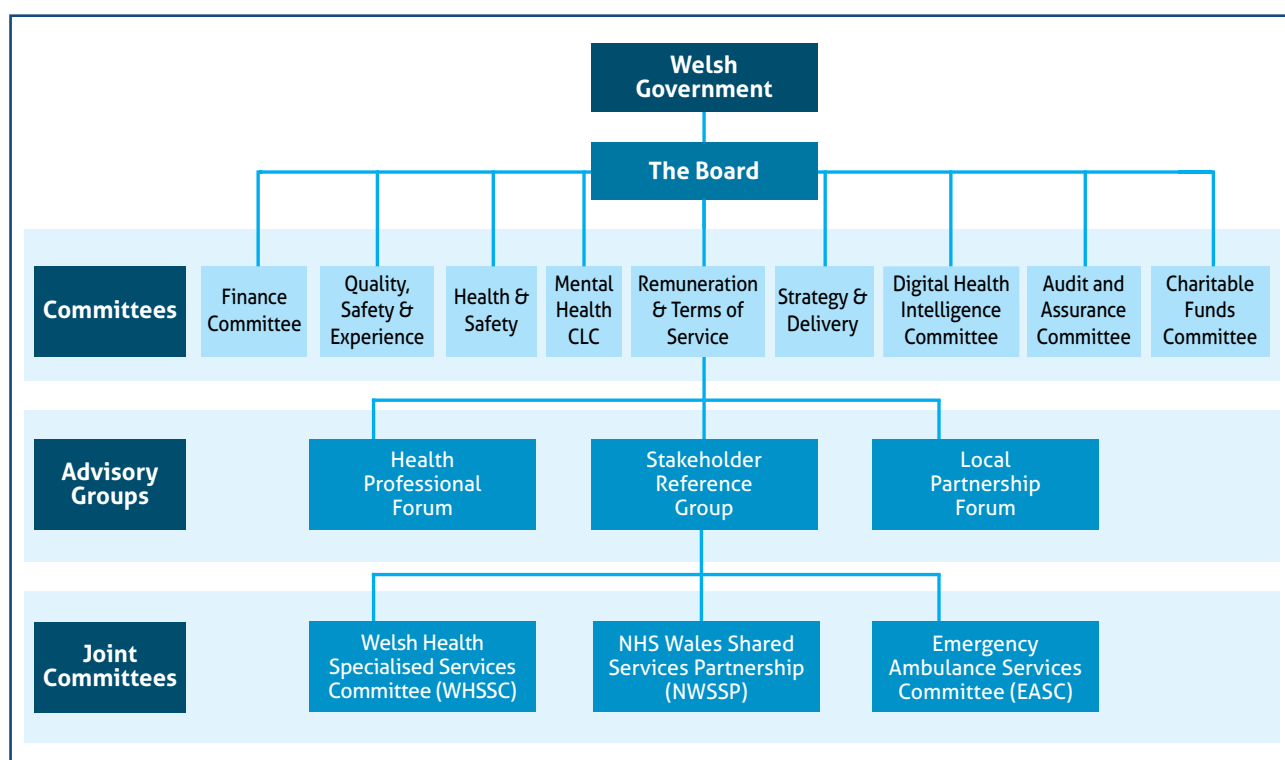 Welsh
Government
The Board
Committees
Finance
Committee
Quality,
Safety &
Experience
Health &
Safety
Mental
Health
CLC
Remuneration
& Terms of
Service
Strategy &
Delivery
Digital Health
Intelligence
Committee
Audit and
Assurance
Committee
Charitable
Funds
Committee
Advisory
Groups
Health
Professional
Forum
Stakeholder
Reference
Group
Local
Partnership
Forum
Joint
Committees
Welsh Health
Specialised Services
Committee (WHSSC)
NHS Wales Shared
Services Partnership
(NWSSP)
Emergency
Ambulance Services
Committee (EASC)